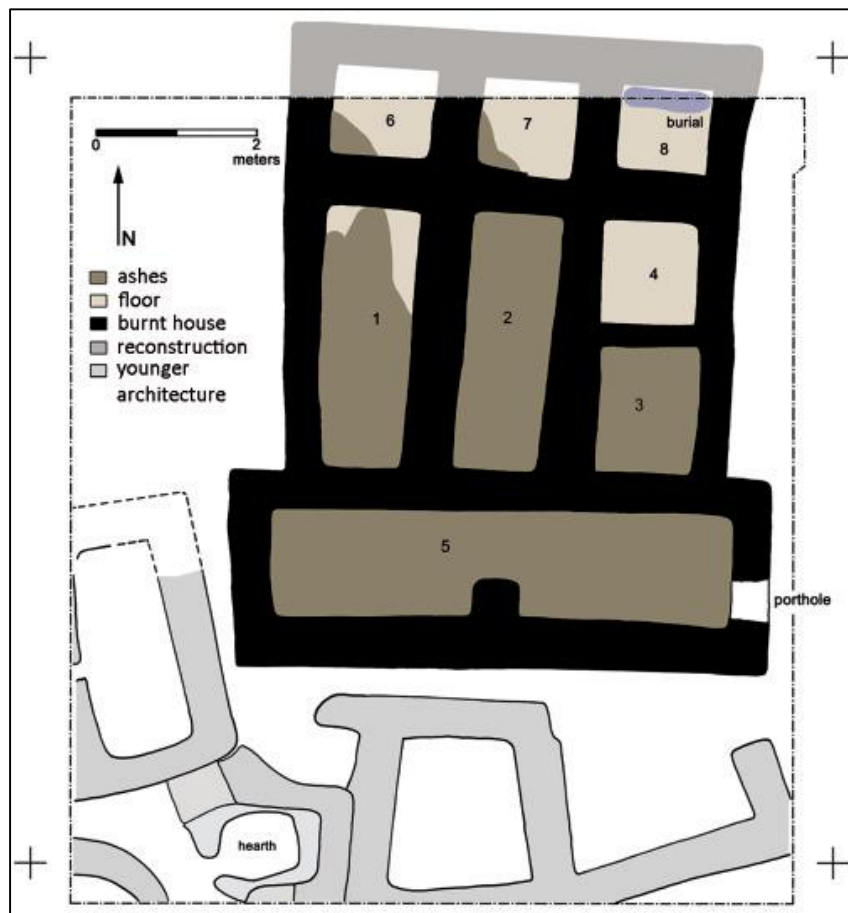 6
7
burial
8
0
2
meters
N
ashes
floor
burnt house
reconstruction
younger
architecture
1
2
4
3
5
porthole
hearth